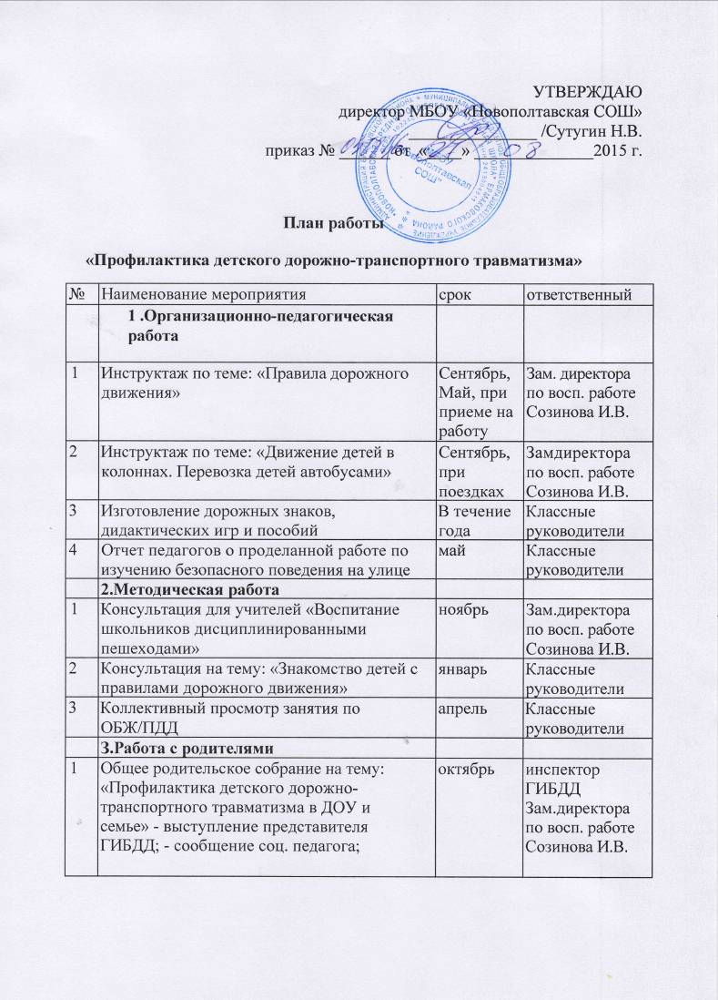 УТВЕРЖДАЮ
директор МБОУ «Новополтавская СОШ»
/Сутугин Н.В.
приказ № от «27» 08 2015 г.
План работы
«Профилактика детского дорожно-транспортного травматизма»
№ Наименование мероприятия срок ответственный
1 .Организационно-педагогическая
работа
1 Инструктаж по теме: «Правила дорожного Сентябрь, Зам. директора
движения» Май, при по восп. работе
приеме на Созинова И.В.
работу
2 Инструктаж по теме: «Движение детей в Сентябрь, Замдиректора
колоннах. Перевозка детей автобусами» при по восп. работе
поездках Созинова И.В.
3 Изготовление дорожных знаков, В течение Классные
дидактических игр и пособий года руководители
4 Отчет педагогов о проделанной работе по май Классные
изучению безопасного поведения на улице руководители
2.Методическая работа
1 Консультация для учителей «Воспитание ноябрь Зам.директора
школьников дисциплинированными по восп. работе
пешеходами» Созинова И.В.
2 Консультация на тему: «Знакомство детей с январь Классные
правилами дорожного движения» руководители
3 Коллективный просмотр занятия по апрель Классные
ОБЖ/ПДД руководители
3.Работа с родителями
1 Общее родительское собрание на тему: октябрь инспектор
«Профилактика детского дорожно- ГИБДД
транспортного травматизма в ДОУ и Зам.директора
семье» - выступление представителя по восп. работе
ГИБДД; - сообщение соц. педагога; Созинова И.В.